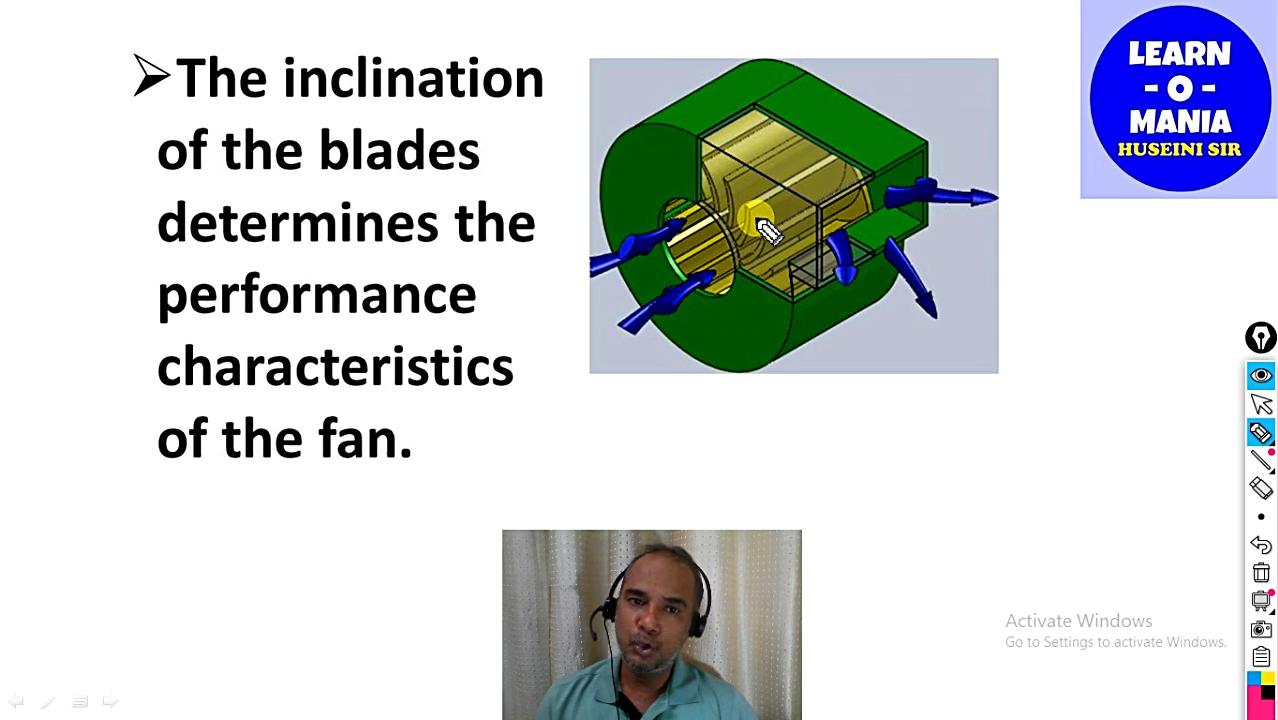 ➢The inclination
of the blades
determines the
performance
characteristics
of the fan.
LEARN
- O -
MANIA
HUSEINI SIR
Activate Windows
Go to Settings to activate Windows.